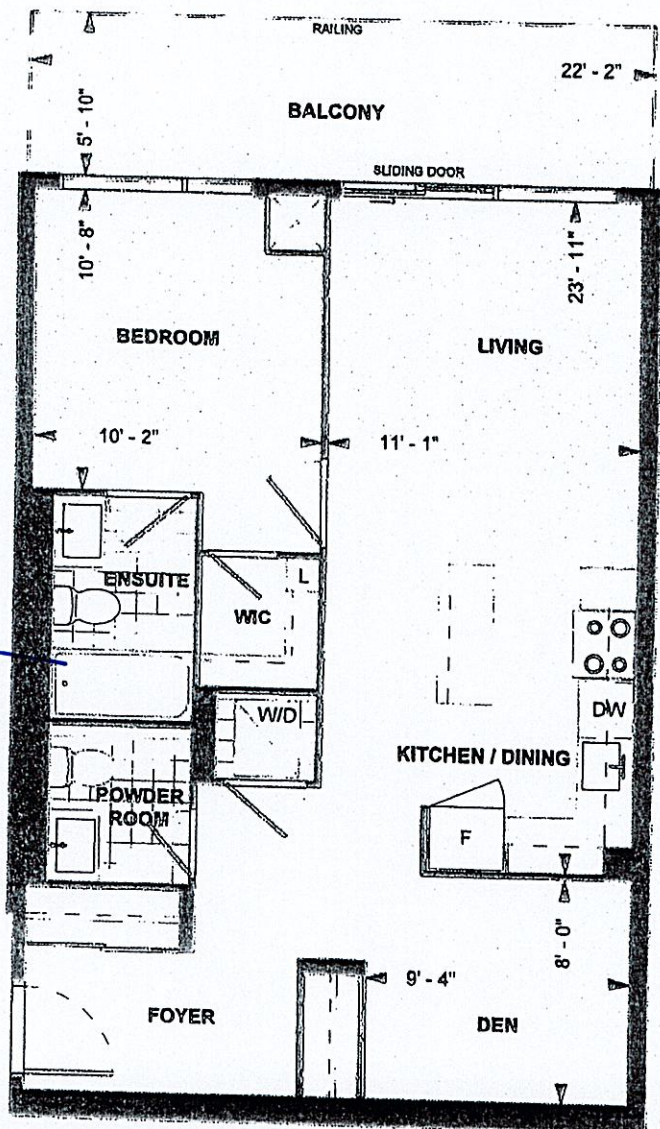 RAILING
22' - 2"
BALCONY
5' - 10"
SLIDING DOOR
10' - 8"
23' - 11"
BEDROOM
LIVING
10' - 2"
11' - 1"
ENSUITE
L
WIC
W/D
DW
KITCHEN / DINING
POWDER
ROOM
F
8' - 0"
9' - 4"
FOYER
DEN